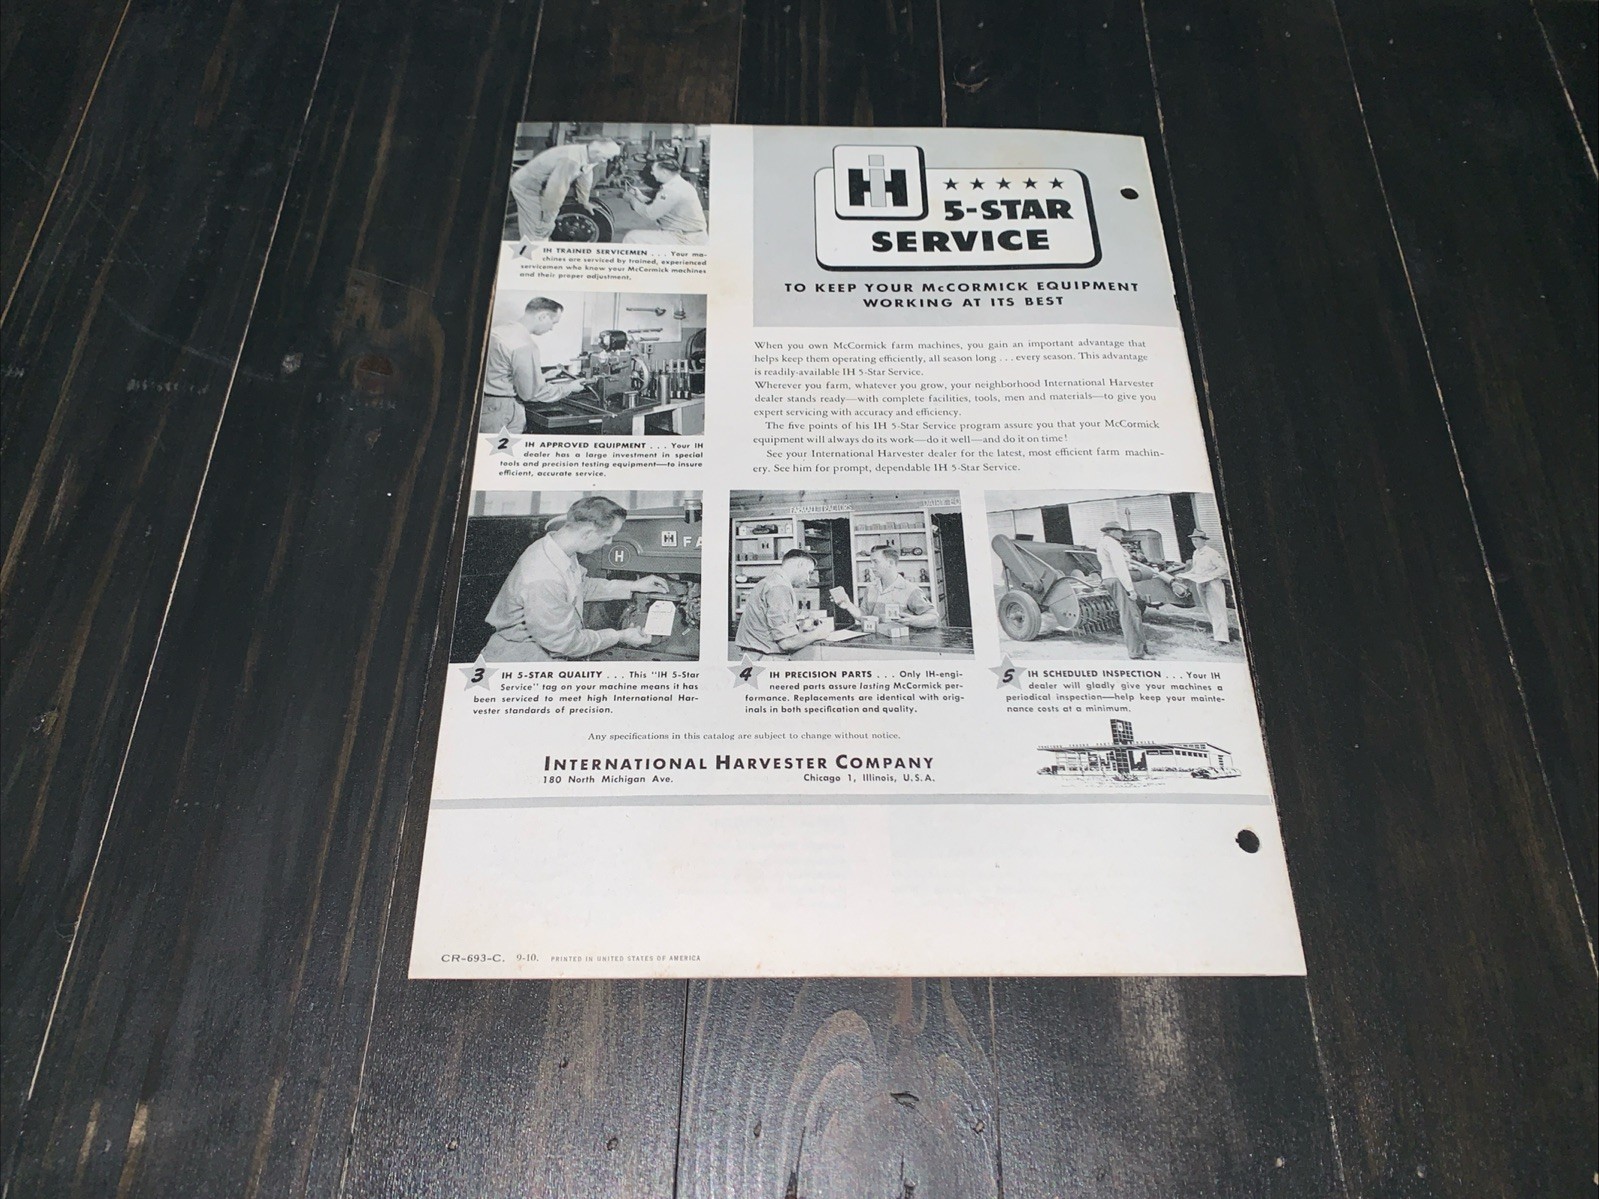 IH
★ ★ ★ ★ ★
5-STAR
SERVICE
TO KEEP YOUR McCORMICK EQUIPMENT
WORKING AT ITS BEST
When you own McCormick farm machines, you gain an important advantage that
helps keep them operating efficiently, all season long . . . every season. This advantage
is readily-available IH 5-Star Service.
Wherever you farm, whatever you grow, your neighborhood International Harvester
dealer stands ready—with complete facilities, tools, men and materials—to give you
expert servicing with accuracy and efficiency.
The five points of his IH 5-Star Service program assure you that your McCormick
equipment will always do its work—do it well—and do it on time!
See your International Harvester dealer for the latest, most efficient farm machin-
ery. See him for prompt, dependable IH 5-Star Service.
1 IH TRAINED SERVICEMEN . . . Your ma-
chines are serviced by trained, experienced
servicemen who know your McCormick machines
and their proper adjustment.
2 IH APPROVED EQUIPMENT . . . Your IH
dealer has a large investment in special
tools and precision testing equipment—to insure
efficient, accurate service.
IH FA
H
3 IH 5-STAR QUALITY . . . This "IH 5-Star
Service" tag on your machine means it has
been serviced to meet high International Har-
vester standards of precision.
FARMALL TRACTORS
DAIRY EQ
4 IH PRECISION PARTS . . . Only IH-engi-
neered parts assure lasting McCormick per-
formance. Replacements are identical with orig-
inals in both specification and quality.
5 IH SCHEDULED INSPECTION . . . Your IH
dealer will gladly give your machines a
periodical inspection—help keep your mainte-
nance costs at a minimum.
Any specifications in this catalog are subject to change without notice.
INTERNATIONAL HARVESTER COMPANY
180 North Michigan Ave. Chicago 1, Illinois, U.S.A.
CR-693-C. 9-10. PRINTED IN UNITED STATES OF AMERICA